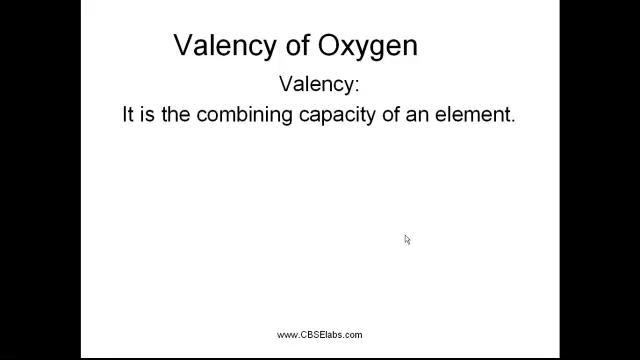 Valency of Oxygen
Valency:
It is the combining capacity of an element.
www.CBSElabs.com